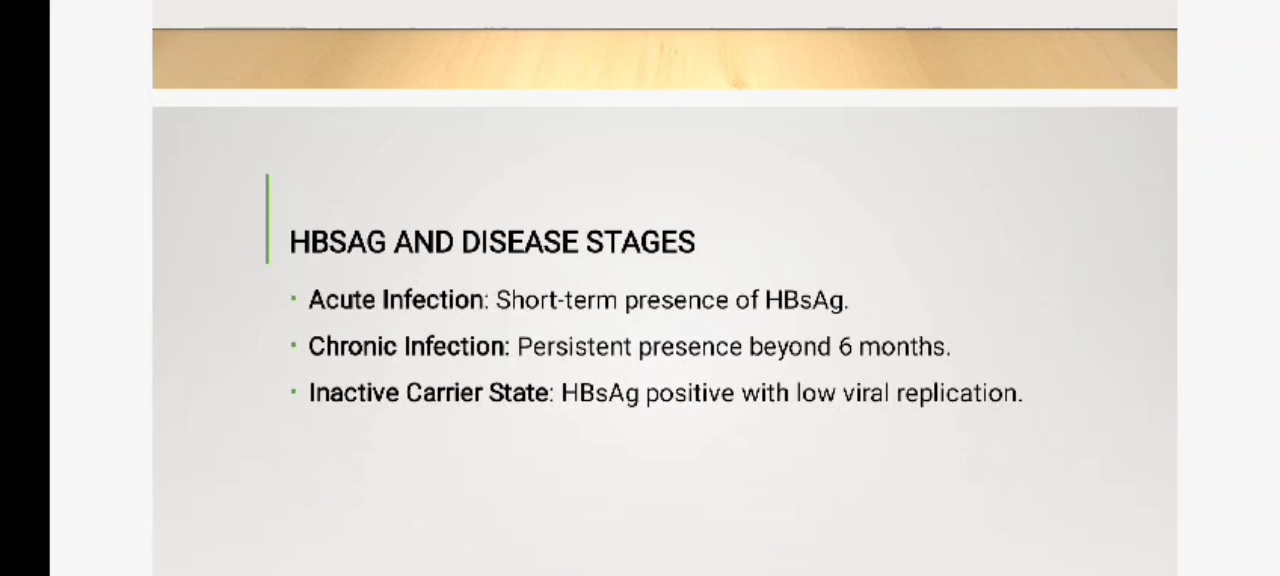 HBSAG AND DISEASE STAGES
• Acute Infection: Short-term presence of HBsAg.
• Chronic Infection: Persistent presence beyond 6 months.
• Inactive Carrier State: HBsAg positive with low viral replication.